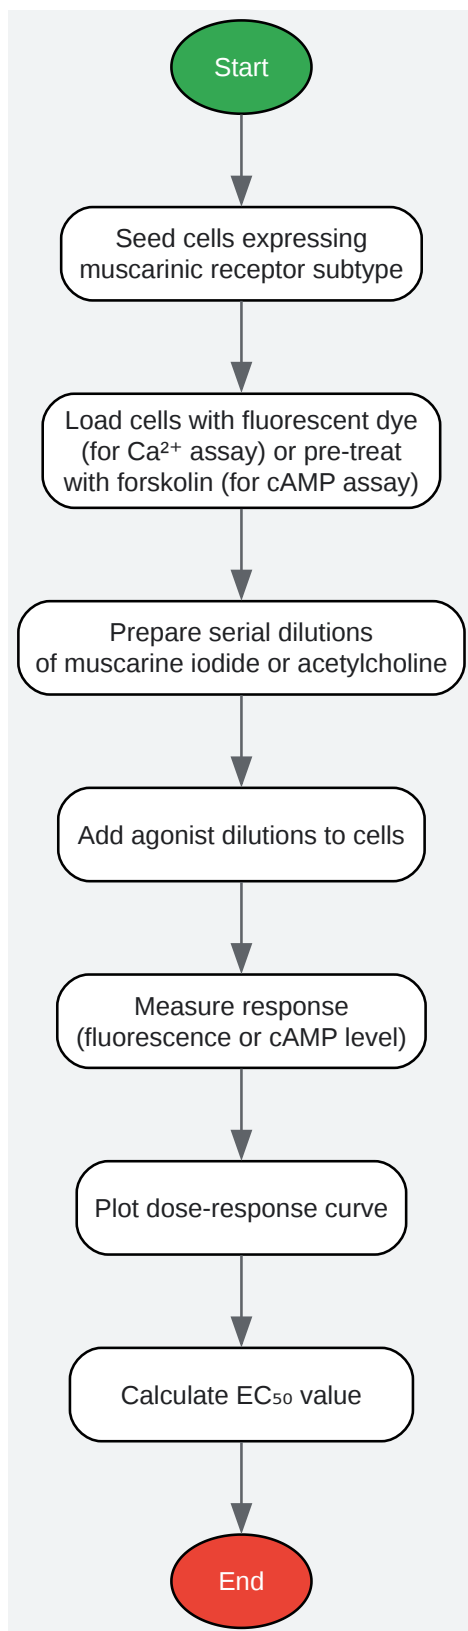 Start
Seed cells expressing
muscarinic receptor subtype
Load cells with fluorescent dye
(for Ca²⁺ assay) or pre-treat
with forskolin (for cAMP assay)
Prepare serial dilutions
of muscarine iodide or acetylcholine
Add agonist dilutions to cells
Measure response
(fluorescence or cAMP level)
Plot dose-response curve
Calculate EC₅₀ value
End